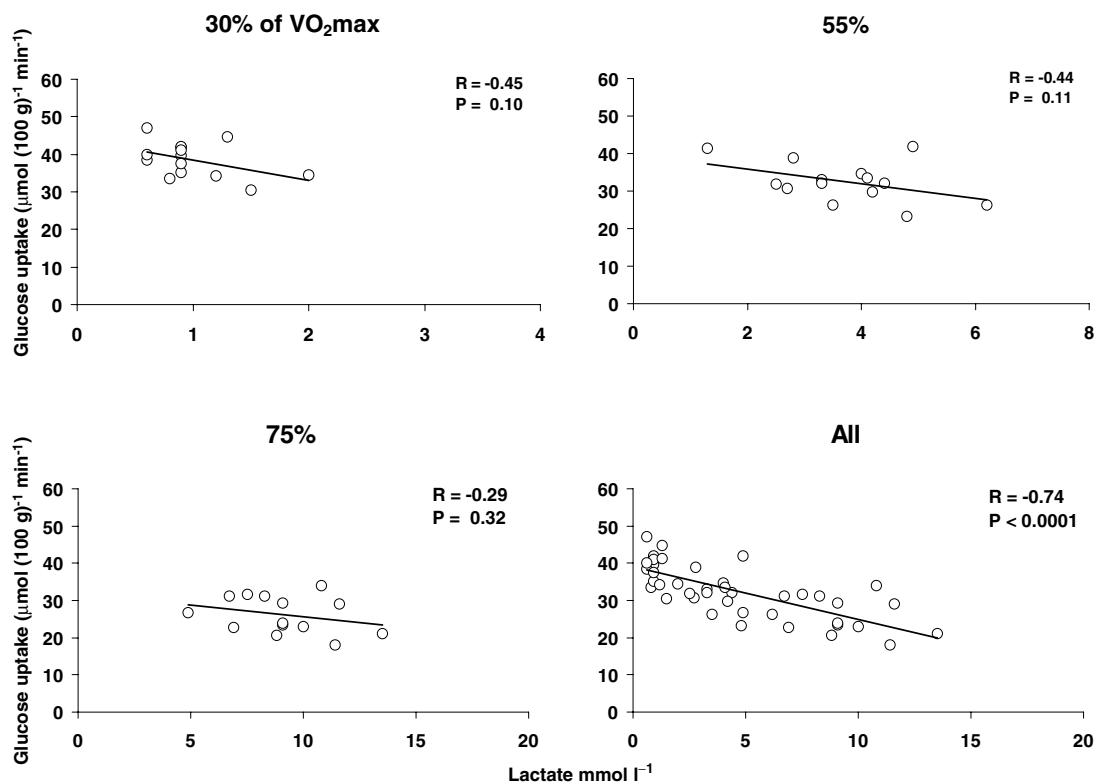 30% of VO₂max
55%
R = -0.45
P = 0.10
R = -0.44
P = 0.11
Glucose uptake (μmol (100 g)⁻¹ min⁻¹)
60
50
40
30
20
10
0
0 1 2 3 4
60
50
40
30
20
10
0
0 2 4 6 8
75%
All
R = -0.29
P = 0.32
R = -0.74
P < 0.0001
Glucose uptake (μmol (100 g)⁻¹ min⁻¹)
60
50
40
30
20
10
0
0 5 10 15 20
60
50
40
30
20
10
0
0 5 10 15 20
Lactate mmol l⁻¹